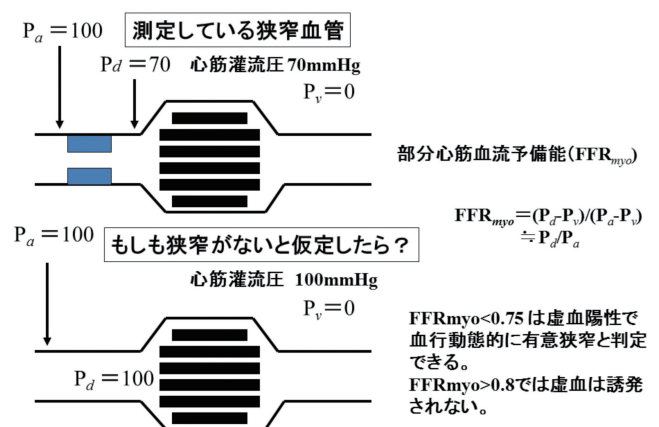 Pa＝100
測定している狭窄血管
Pd＝70
心筋灌流圧 70mmHg
Pv＝0
部分心筋血流予備能(FFRmyo)
FFRmyo＝(Pd-Pv)/(Pa-Pv)
≒Pd/Pa
Pa＝100
もしも狭窄がないと仮定したら？
心筋灌流圧 100mmHg
Pv＝0
Pd＝100
FFRmyo<0.75は虚血陽性で
血行動態的に有意狭窄と判定
できる。
FFRmyo>0.8では虚血は誘発
されない。